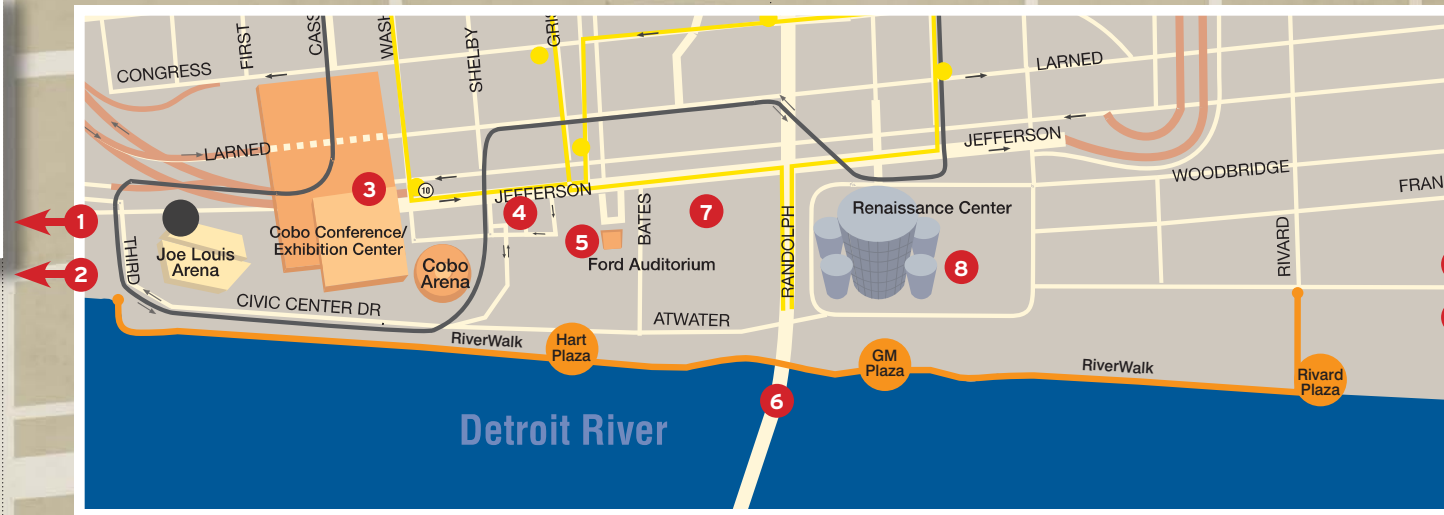 FIRST
CASS
WASH
SHELBY
GRIS
CONGRESS
LARNED
LARNED
JEFFERSON
WOODBRIDGE
FRAN
3
10
JEFFERSON
4
7
BATES
RANDOLPH
Renaissance Center
RIVARD
1
2
THIRD
Joe Louis
Arena
Cobo Conference/
Exhibition Center
Cobo
Arena
5
Ford Auditorium
8
CIVIC CENTER DR
ATWATER
RiverWalk
Hart
Plaza
GM
Plaza
RiverWalk
Rivard
Plaza
6
Detroit River